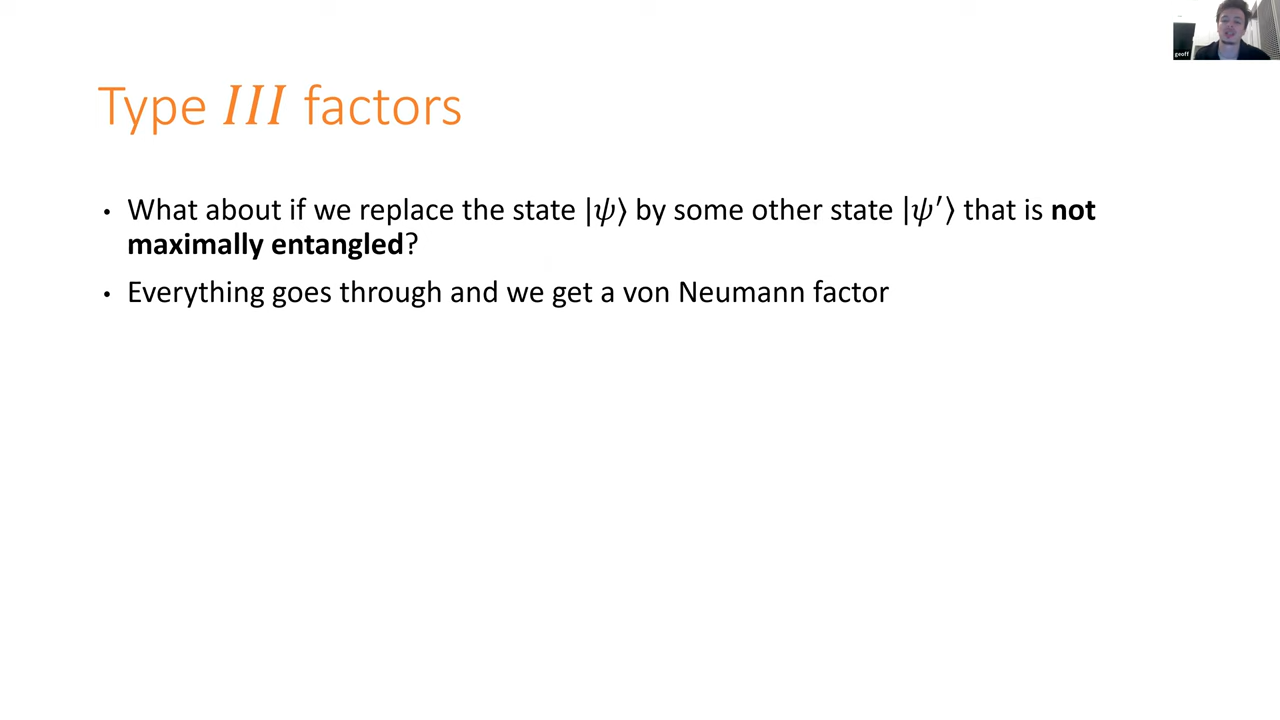 geoff
Type III factors
• What about if we replace the state |ψ⟩ by some other state |ψ′⟩ that is not
maximally entangled?
• Everything goes through and we get a von Neumann factor